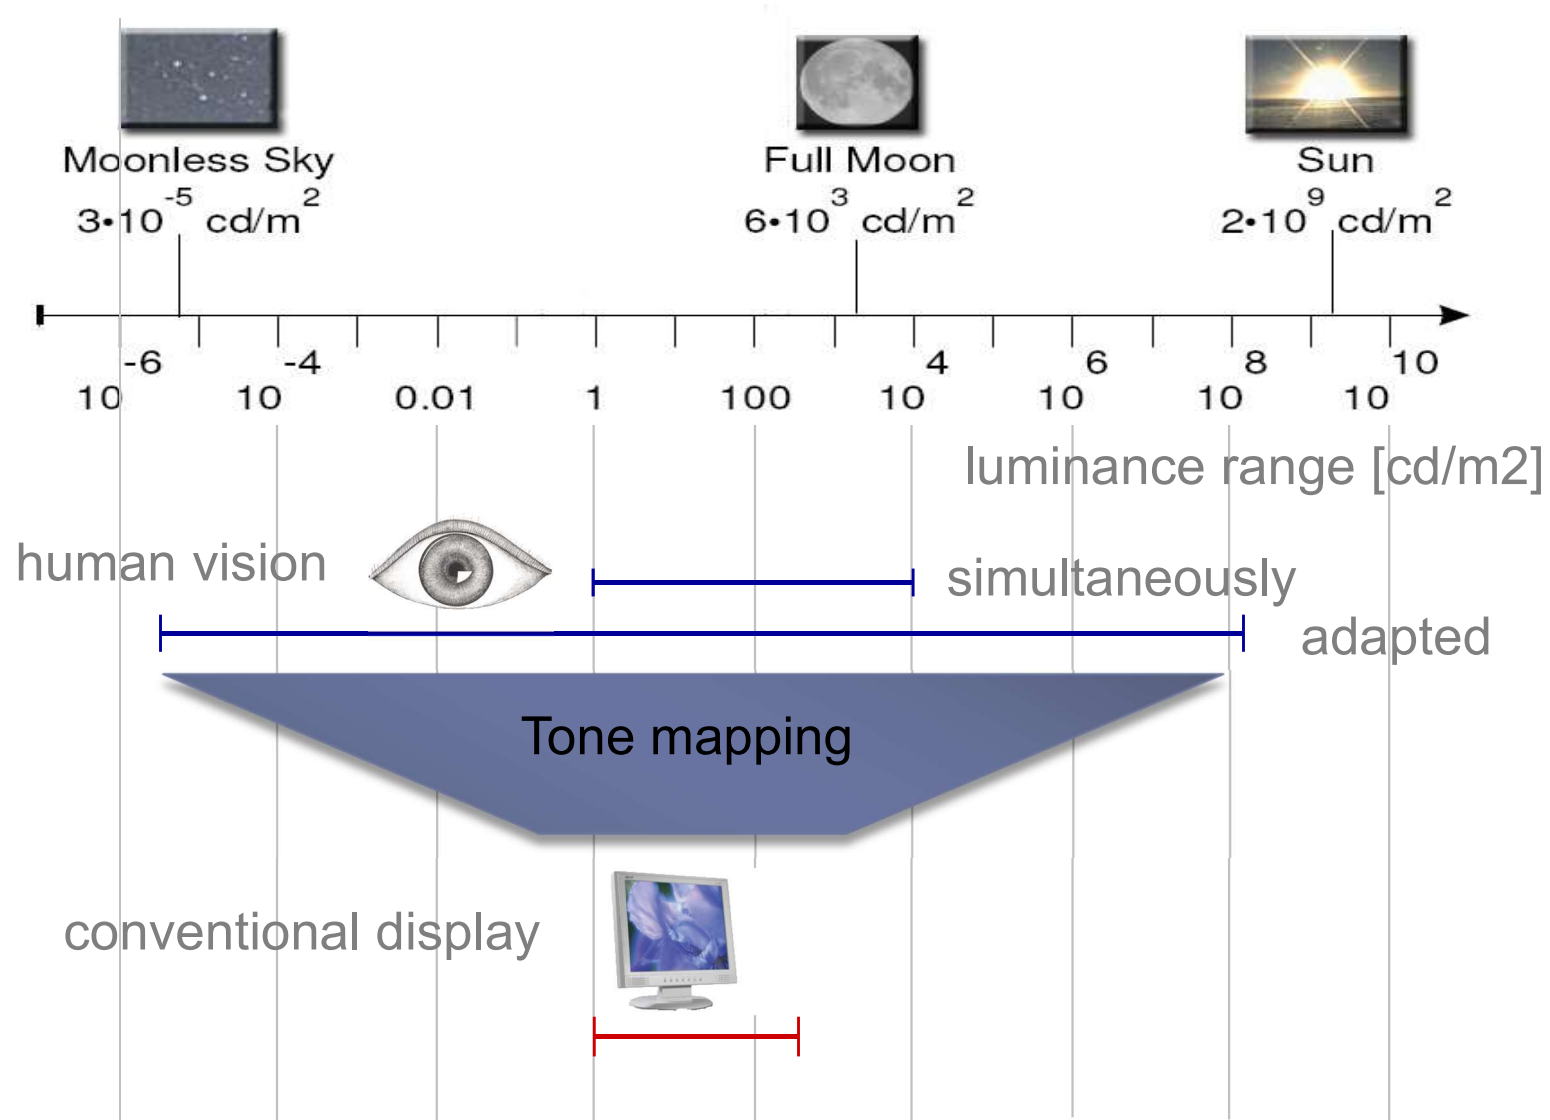 Moonless Sky Full Moon Sun
3•10⁻⁵ cd/m² 6•10³ cd/m² 2•10⁹ cd/m²
10⁻⁶ 10⁻⁴ 0.01 1 100 10⁴ 10⁶ 10⁸ 10¹⁰
luminance range [cd/m2]
human vision
simultaneously
adapted
Tone mapping
conventional display